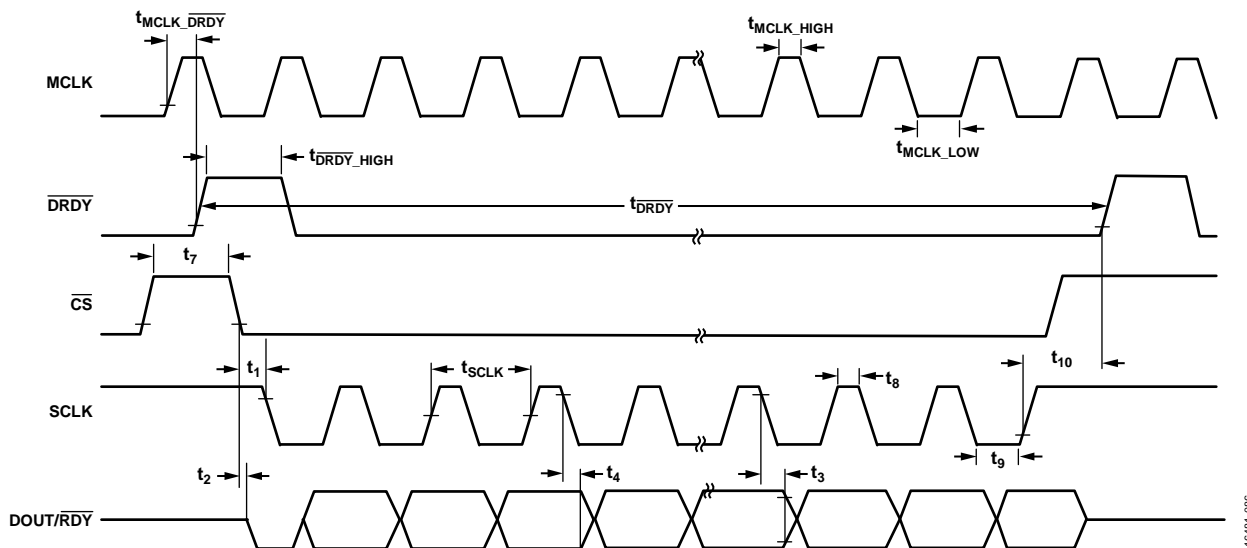 tMCLK_DRDY
tMCLK_HIGH
MCLK
tMCLK_LOW
tDRDY_HIGH
DRDY
tDRDY
t7
CS
t1
tSCLK
t8
t10
SCLK
t2
t4
t3
t9
DOUT/RDY